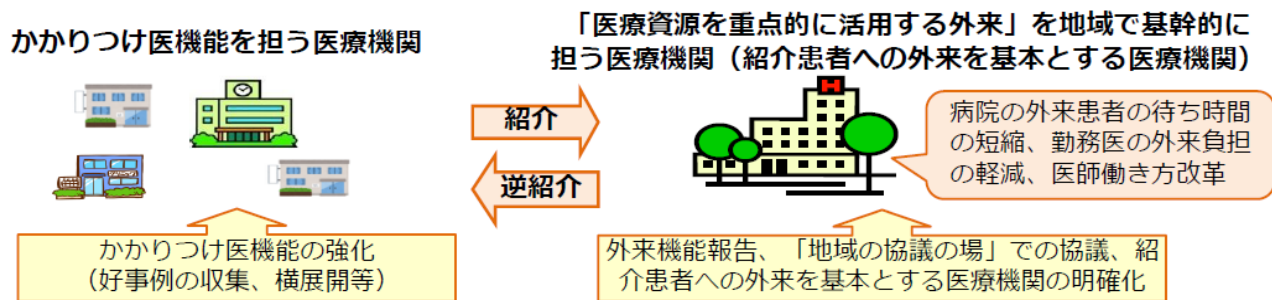 かかりつけ医機能を担う医療機関
「医療資源を重点的に活用する外来」を地域で基幹的に
担う医療機関（紹介患者への外来を基本とする医療機関）
紹介
逆紹介
H
病院の外来患者の待ち時間
の短縮、勤務医の外来負担
の軽減、医師働き方改革
かかりつけ医機能の強化
（好事例の収集、横展開等）
外来機能報告、「地域の協議の場」での協議、紹
介患者への外来を基本とする医療機関の明確化